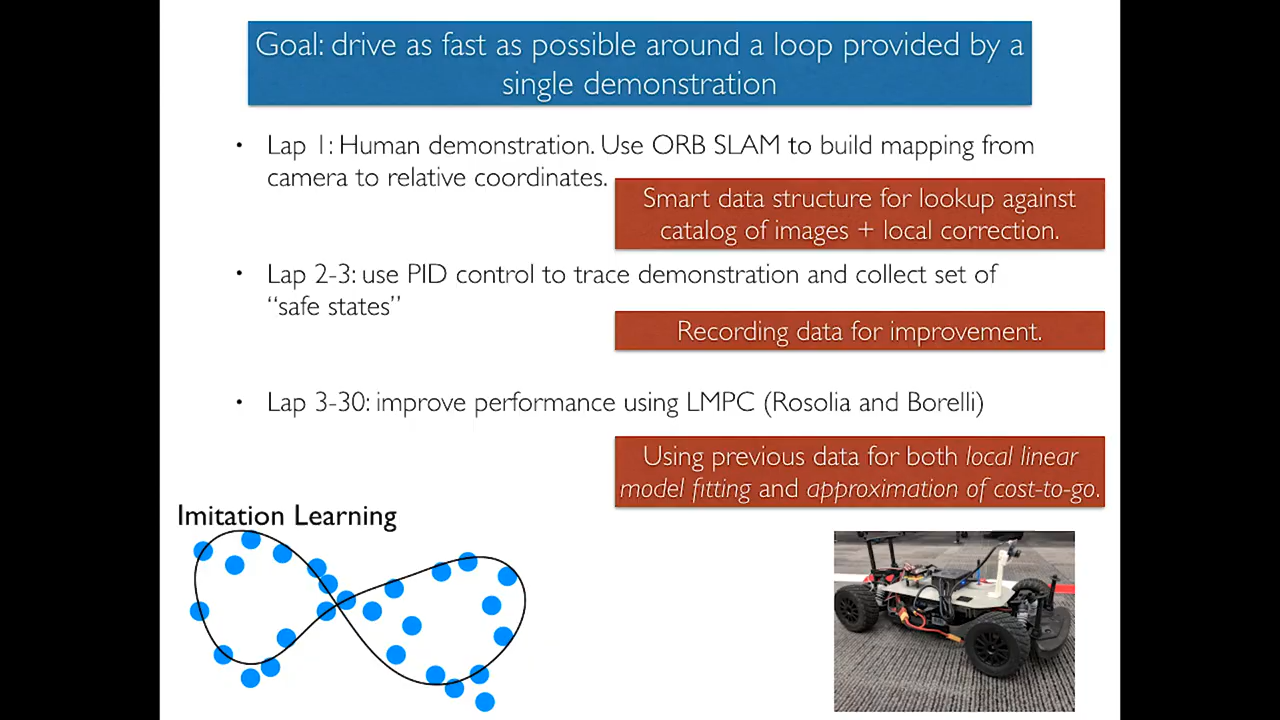 Goal: drive as fast as possible around a loop provided by a
single demonstration
• Lap 1: Human demonstration. Use ORB SLAM to build mapping from
camera to relative coordinates.
Smart data structure for lookup against
catalog of images + local correction.
• Lap 2-3: use PID control to trace demonstration and collect set of
“safe states”
Recording data for improvement.
• Lap 3-30: improve performance using LMPC (Rosolia and Borelli)
Using previous data for both local linear
model fitting and approximation of cost-to-go.
Imitation Learning